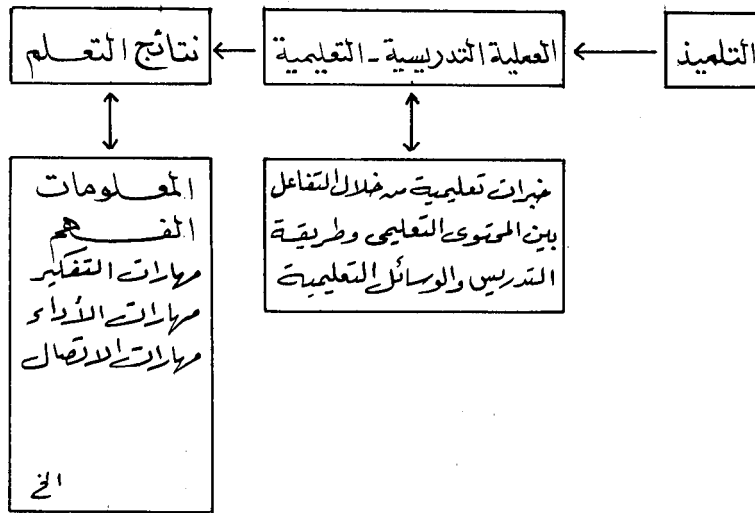 التلميذ
العملية التدريسية - التعليمية
نتائج التعلم
خبرات تعليمية من خلال التفاعل
بين المحتوى التعليمى وطريقة
التدريس والوسائل التعليمية
المعلومات
الفهم
مهارات التفكير
مهارات الأداء
مهارات الاتصال
الخ